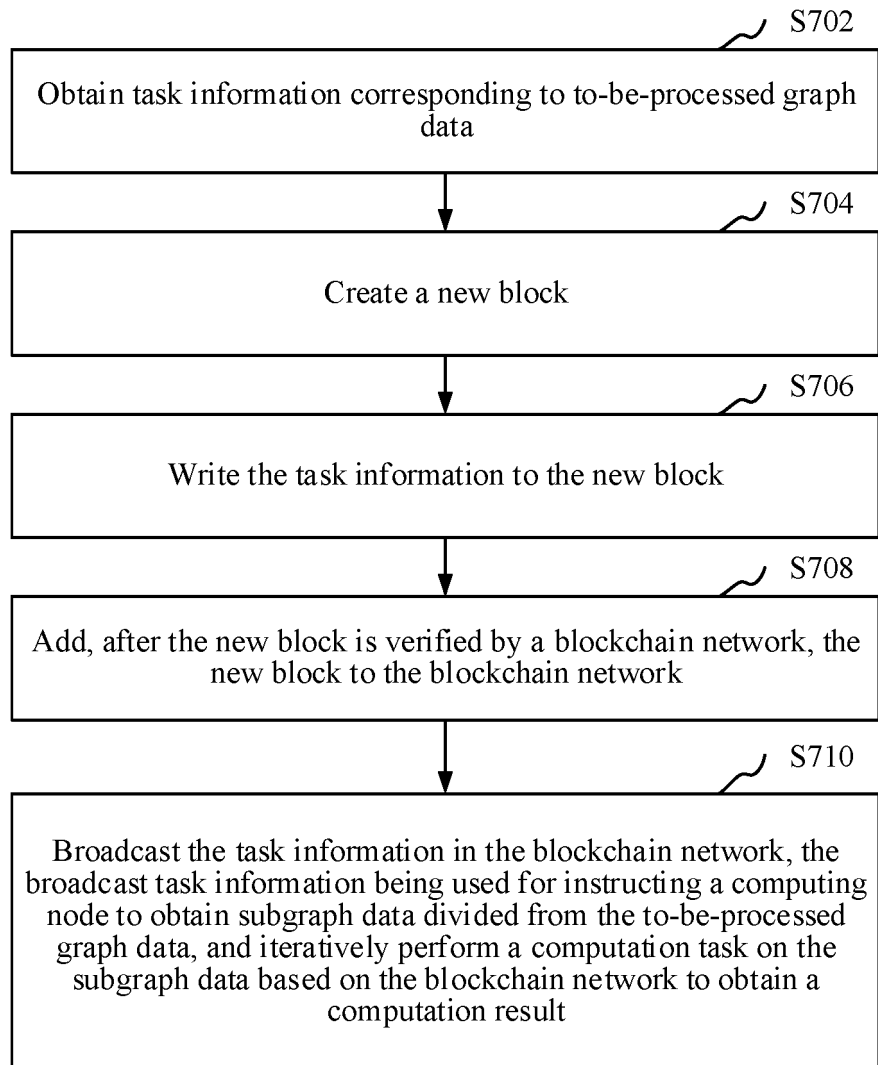 S702
Obtain task information corresponding to to-be-processed graph
data
S704
Create a new block
S706
Write the task information to the new block
S708
Add, after the new block is verified by a blockchain network, the
new block to the blockchain network
S710
Broadcast the task information in the blockchain network, the
broadcast task information being used for instructing a computing
node to obtain subgraph data divided from the to-be-processed
graph data, and iteratively perform a computation task on the
subgraph data based on the blockchain network to obtain a
computation result